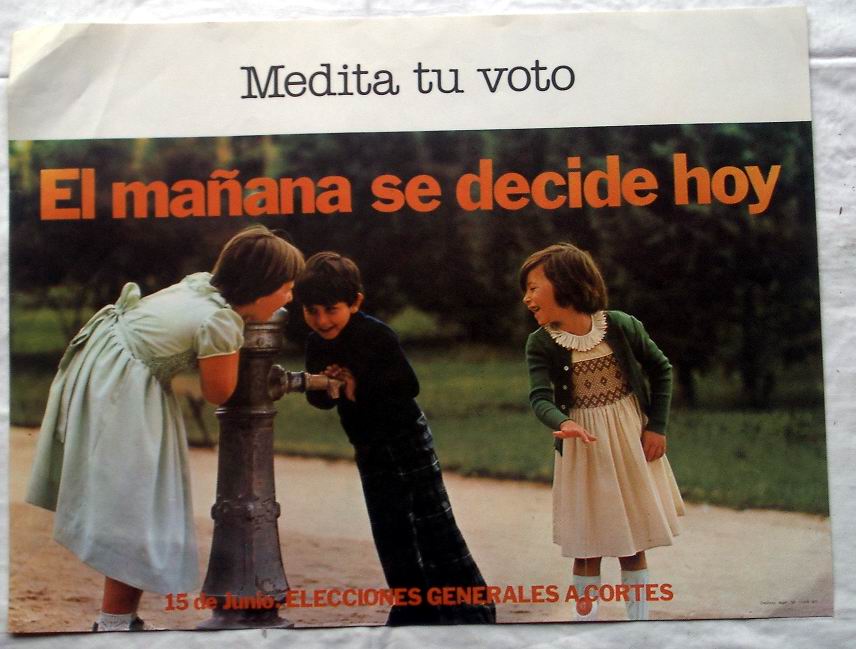 Medita tu voto
El mañana se decide hoy
15 de Junio. ELECCIONES GENERALES A CORTES